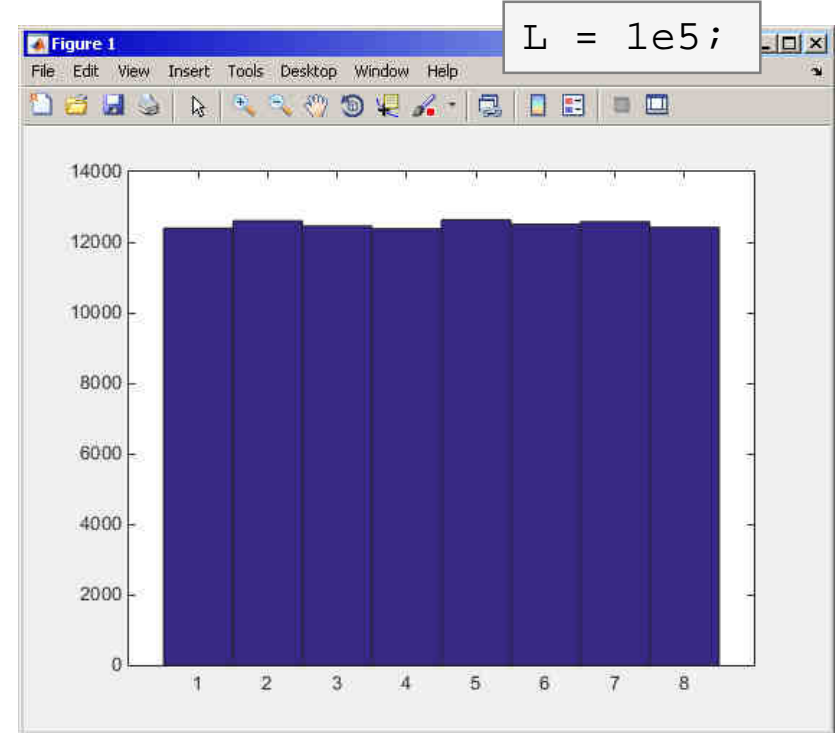 Figure 1
L = 1e5;
File Edit View Insert Tools Desktop Window Help
14000
12000
10000
8000
6000
4000
2000
0
1 2 3 4 5 6 7 8